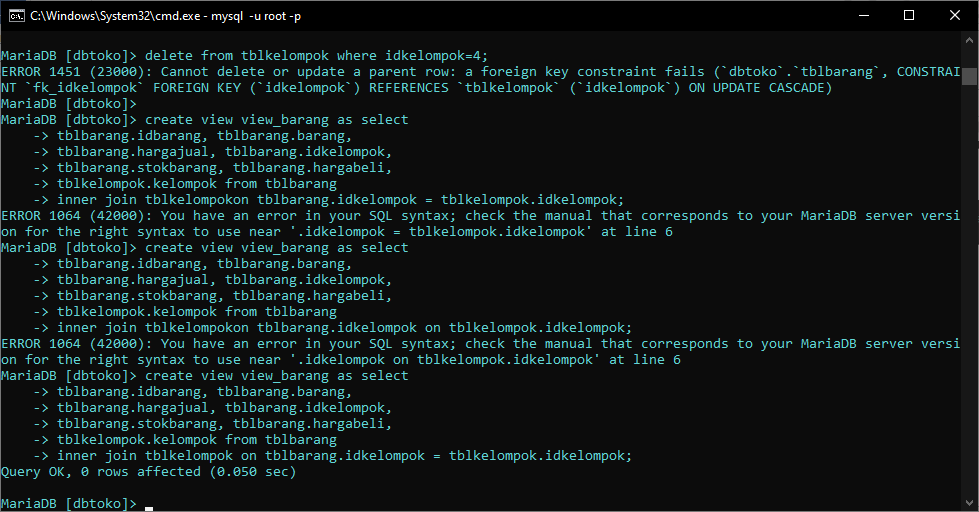 C:\Windows\System32\cmd.exe - mysql  -u root -p
MariaDB [dbtoko]> delete from tblkelompok where idkelompok=4;
ERROR 1451 (23000): Cannot delete or update a parent row: a foreign key constraint fails (`dbtoko`.`tblbarang`, CONSTRAI
NT `fk_idkelompok` FOREIGN KEY (`idkelompok`) REFERENCES `tblkelompok` (`idkelompok`) ON UPDATE CASCADE)
MariaDB [dbtoko]>
MariaDB [dbtoko]> create view view_barang as select
    -> tblbarang.idbarang, tblbarang.barang,
    -> tblbarang.hargajual, tblbarang.idkelompok,
    -> tblbarang.stokbarang, tblbarang.hargabeli,
    -> tblkelompok.kelompok from tblbarang
    -> inner join tblkelompokon tblbarang.idkelompok = tblkelompok.idkelompok;
ERROR 1064 (42000): You have an error in your SQL syntax; check the manual that corresponds to your MariaDB server versi
on for the right syntax to use near '.idkelompok = tblkelompok.idkelompok' at line 6
MariaDB [dbtoko]> create view view_barang as select
    -> tblbarang.idbarang, tblbarang.barang,
    -> tblbarang.hargajual, tblbarang.idkelompok,
    -> tblbarang.stokbarang, tblbarang.hargabeli,
    -> tblkelompok.kelompok from tblbarang
    -> inner join tblkelompokon tblbarang.idkelompok on tblkelompok.idkelompok;
ERROR 1064 (42000): You have an error in your SQL syntax; check the manual that corresponds to your MariaDB server versi
on for the right syntax to use near '.idkelompok on tblkelompok.idkelompok' at line 6
MariaDB [dbtoko]> create view view_barang as select
    -> tblbarang.idbarang, tblbarang.barang,
    -> tblbarang.hargajual, tblbarang.idkelompok,
    -> tblbarang.stokbarang, tblbarang.hargabeli,
    -> tblkelompok.kelompok from tblbarang
    -> inner join tblkelompok on tblbarang.idkelompok = tblkelompok.idkelompok;
Query OK, 0 rows affected (0.050 sec)
MariaDB [dbtoko]>